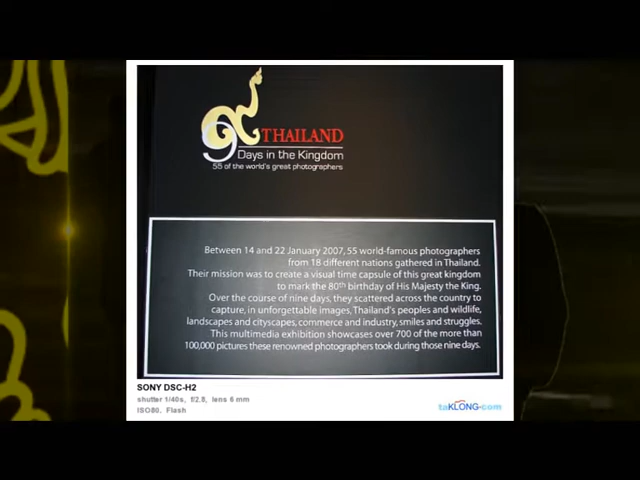 ๙ THAILAND
Days in the Kingdom
55 of the world's great photographers
Between 14 and 22 January 2007, 55 world-famous photographers
from 18 different nations gathered in Thailand.
Their mission was to create a visual time capsule of this great kingdom
to mark the 80th birthday of His Majesty the King.
Over the course of nine days, they scattered across the country to
capture, in unforgettable images, Thailand's peoples and wildlife,
landscapes and cityscapes, commerce and industry, smiles and struggles.
This multimedia exhibition showcases over 700 of the more than
100,000 pictures these renowned photographers took during those nine days.
SONY DSC-H2
shutter 1/40s, f/2.8, lens 6 mm
ISO80, Flash
taKLONG.com